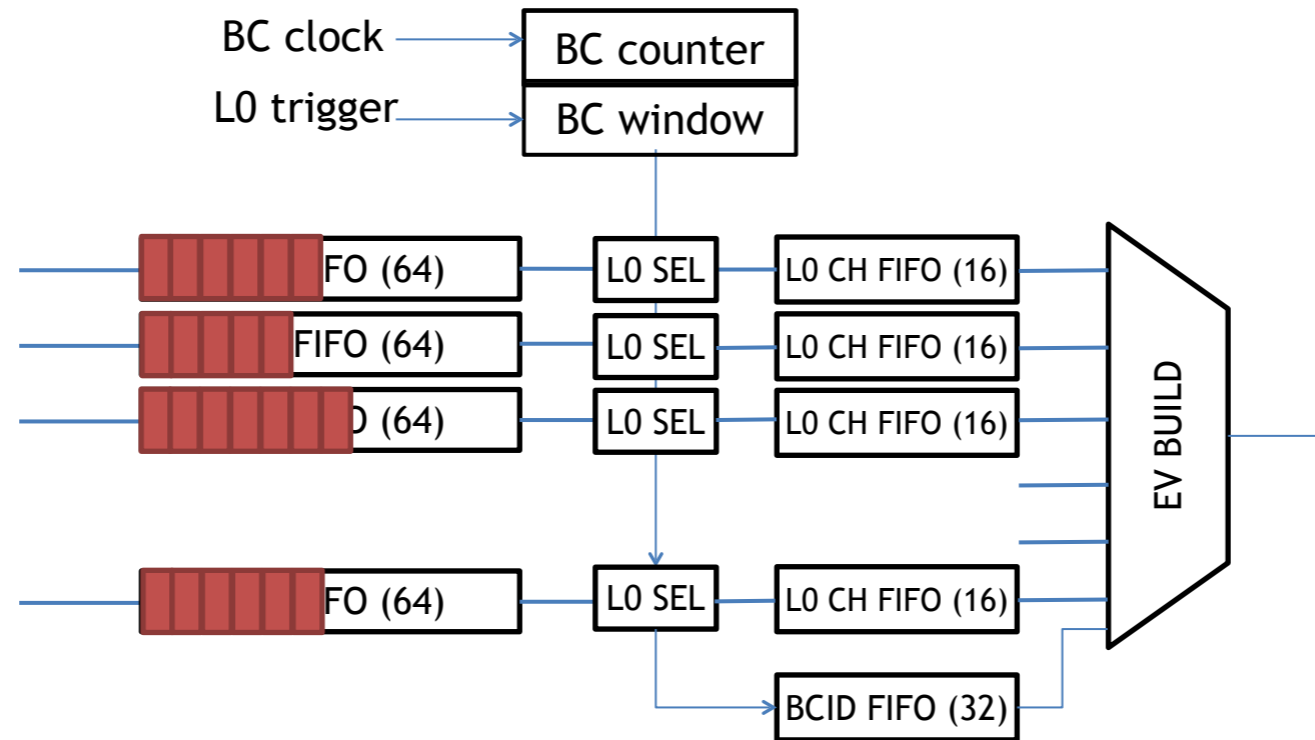 BC clock
BC counter
L0 trigger
BC window
FO (64)
L0 SEL
L0 CH FIFO (16)
FIFO (64)
L0 SEL
L0 CH FIFO (16)
(64)
L0 SEL
L0 CH FIFO (16)
EV BUILD
FO (64)
L0 SEL
L0 CH FIFO (16)
BCID FIFO (32)